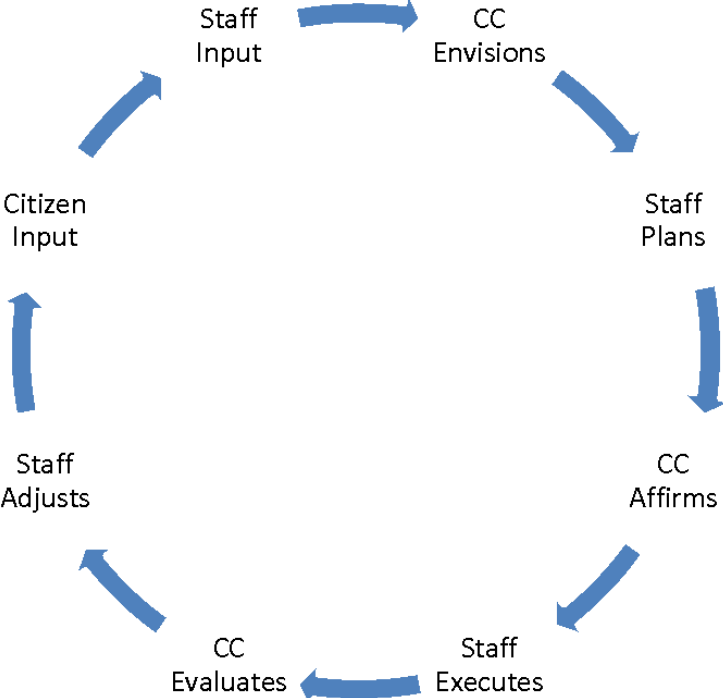 Staff
Input
CC
Envisions
Staff
Plans
CC
Affirms
Staff
Executes
CC
Evaluates
Staff
Adjusts
Citizen
Input